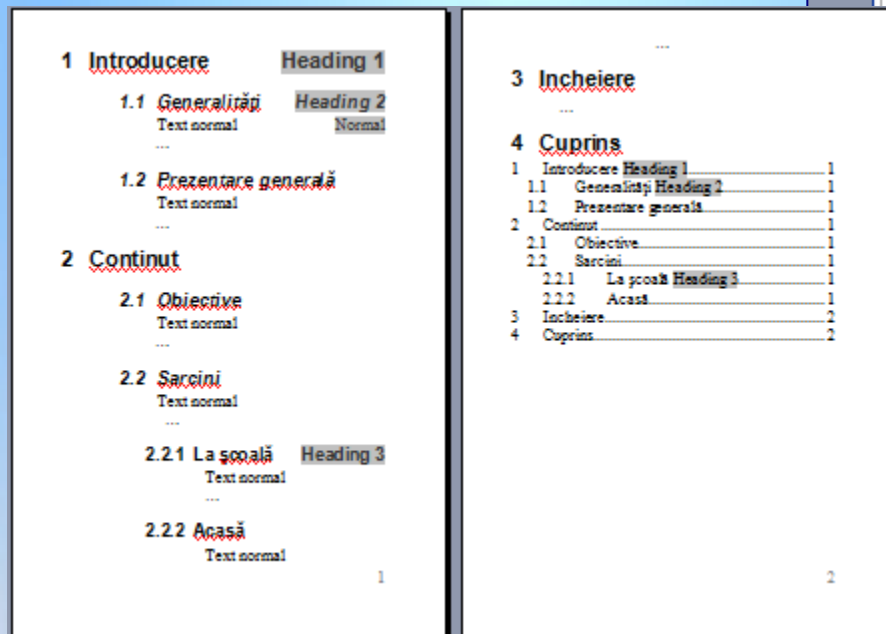 1 Introducere Heading 1
1.1 Generalități Heading 2
Text normal Normal
...
1.2 Prezentare generală
Text normal
...
2 Continut
2.1 Obiective
Text normal
...
2.2 Sarcini
Text normal
...
2.2.1 La școală Heading 3
Text normal
...
2.2.2 Acasă
Text normal
1
...
3 Incheiere
...
4 Cuprins
1 Introducere Heading 1 1
1.1 Generalități Heading 2 1
1.2 Prezentare generală 1
2 Continut 1
2.1 Obiective 1
2.2 Sarcini 1
2.2.1 La școală Heading 3 1
2.2.2 Acasă 1
3 Incheiere 2
4 Cuprins 2
2